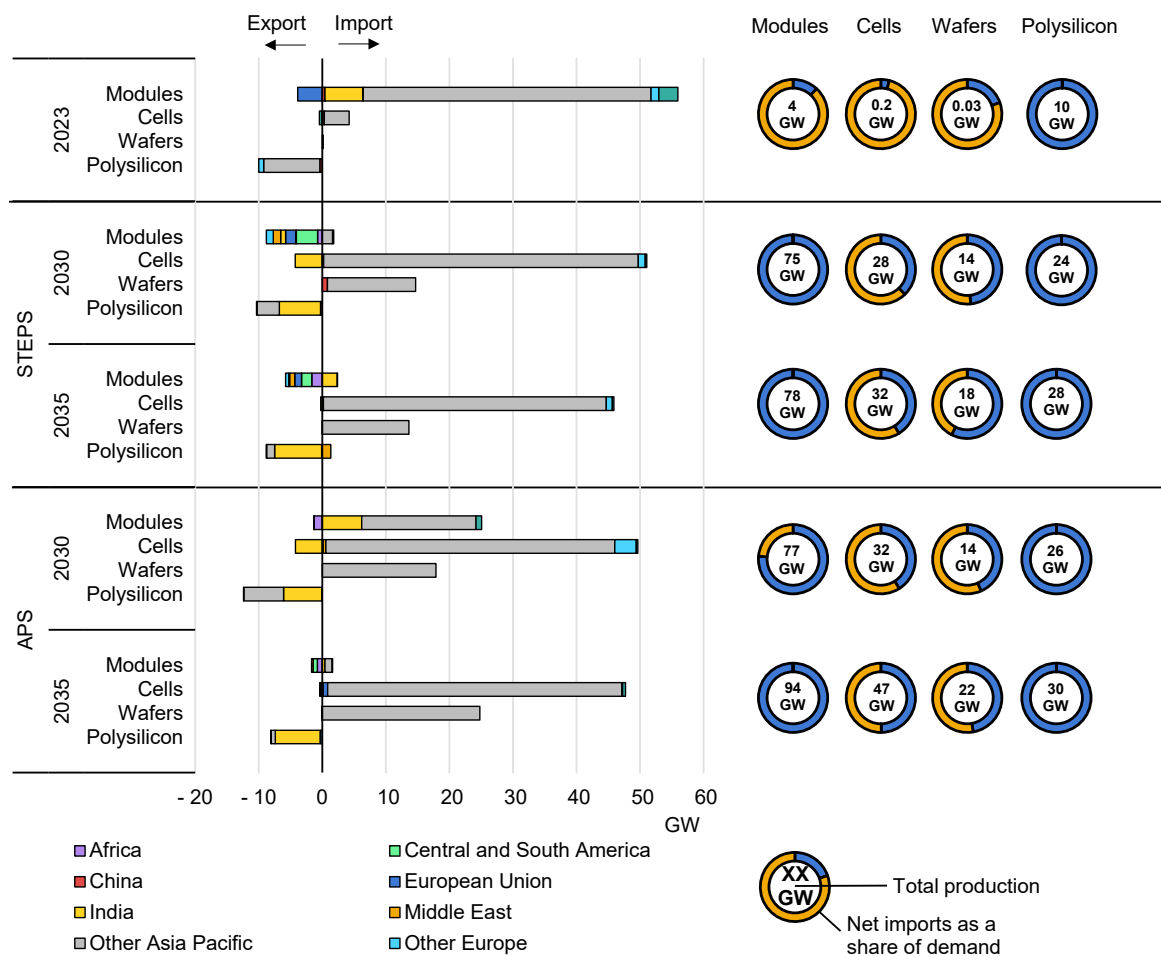 Export Import
Modules Cells Wafers Polysilicon
2023
Modules
Cells
Wafers
Polysilicon
4 GW
0.2 GW
0.03 GW
10 GW
STEPS
2030
Modules
Cells
Wafers
Polysilicon
75 GW
28 GW
14 GW
24 GW
2035
Modules
Cells
Wafers
Polysilicon
78 GW
32 GW
18 GW
28 GW
APS
2030
Modules
Cells
Wafers
Polysilicon
77 GW
32 GW
14 GW
26 GW
2035
Modules
Cells
Wafers
Polysilicon
94 GW
47 GW
22 GW
30 GW
- 20 - 10 0 10 20 30 40 50 60
GW
Africa
China
India
Other Asia Pacific
Central and South America
European Union
Middle East
Other Europe
XX
GW
Total production
Net imports as a
share of demand